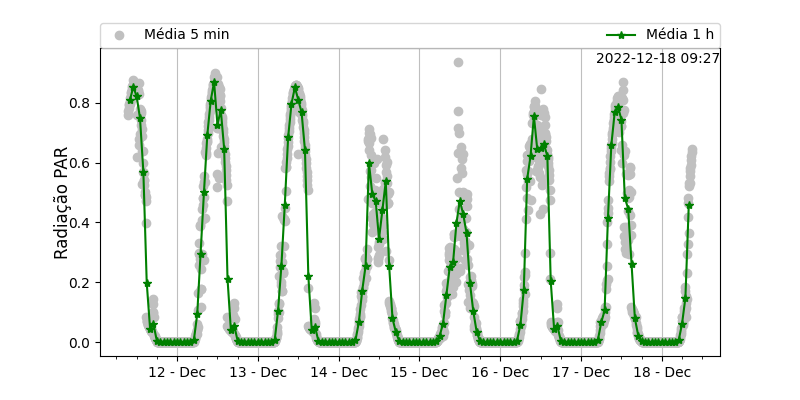 Média 5 min
Média 1 h
2022-12-18 09:27
Radiação PAR
0.8
0.6
0.4
0.2
0.0
12 - Dec
13 - Dec
14 - Dec
15 - Dec
16 - Dec
17 - Dec
18 - Dec